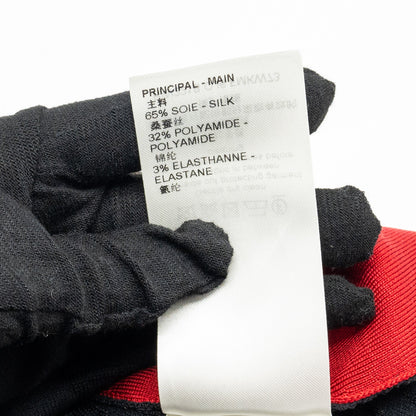 PRINCIPAL - MAIN
主料
65% SOIE - SILK
桑蚕丝
32% POLYAMIDE -
POLYAMIDE
锦纶
3% ELASTHANNE -
ELASTANE
氨纶